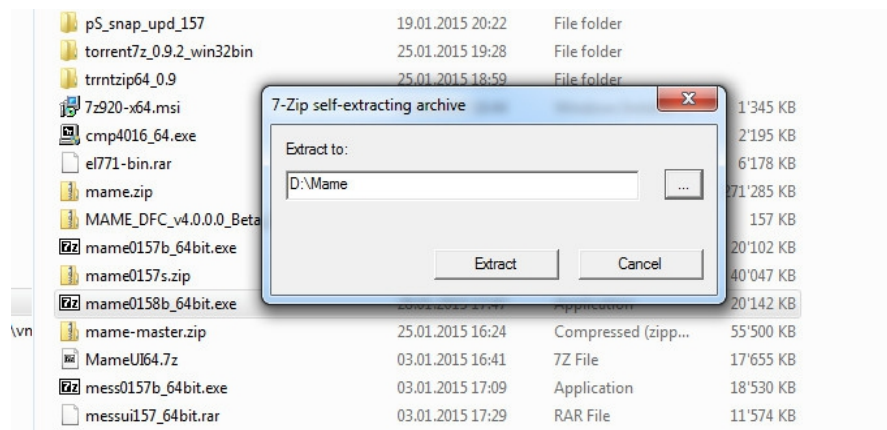 pS_snap_upd_157 19.01.2015 20:22 File folder
torrent7z_0.9.2_win32bin 25.01.2015 19:28 File folder
trrntzip64_0.9 25.01.2015 18:59 File folder
7-Zip self-extracting archive
7z920-x64.msi 1'345 KB
cmp4016_64.exe 2'195 KB
Extract to:
el771-bin.rar 6'178 KB
D:\Mame ...
mame.zip 271'285 KB
MAME_DFC_v4.0.0.0_Beta 157 KB
mame0157b_64bit.exe 20'102 KB
Extract Cancel
mame0157s.zip 40'047 KB
mame0158b_64bit.exe Application 20'142 KB
\vn mame-master.zip 25.01.2015 16:24 Compressed (zipp... 55'500 KB
MameUI64.7z 03.01.2015 16:41 7Z File 17'655 KB
mess0157b_64bit.exe 03.01.2015 17:09 Application 18'530 KB
messui157_64bit.rar 03.01.2015 17:29 RAR File 11'574 KB